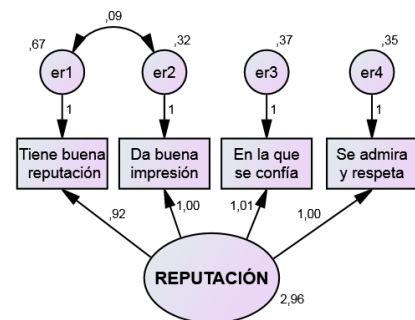 ,09
,67
,32
,37
,35
er1
er2
er3
er4
1
1
1
1
Tiene buena
reputación
Da buena
impresión
En la que
se confía
Se admira
y respeta
,92
1,00
1,01
1,00
REPUTACIÓN
2,96